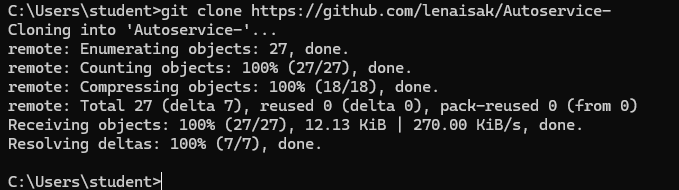 C:\Users\student>git clone https://github.com/lenaisak/Autoservice-
Cloning into 'Autoservice-'...
remote: Enumerating objects: 27, done.
remote: Counting objects: 100% (27/27), done.
remote: Compressing objects: 100% (18/18), done.
remote: Total 27 (delta 7), reused 0 (delta 0), pack-reused 0 (from 0)
Receiving objects: 100% (27/27), 12.13 KiB | 270.00 KiB/s, done.
Resolving deltas: 100% (7/7), done.
C:\Users\student>